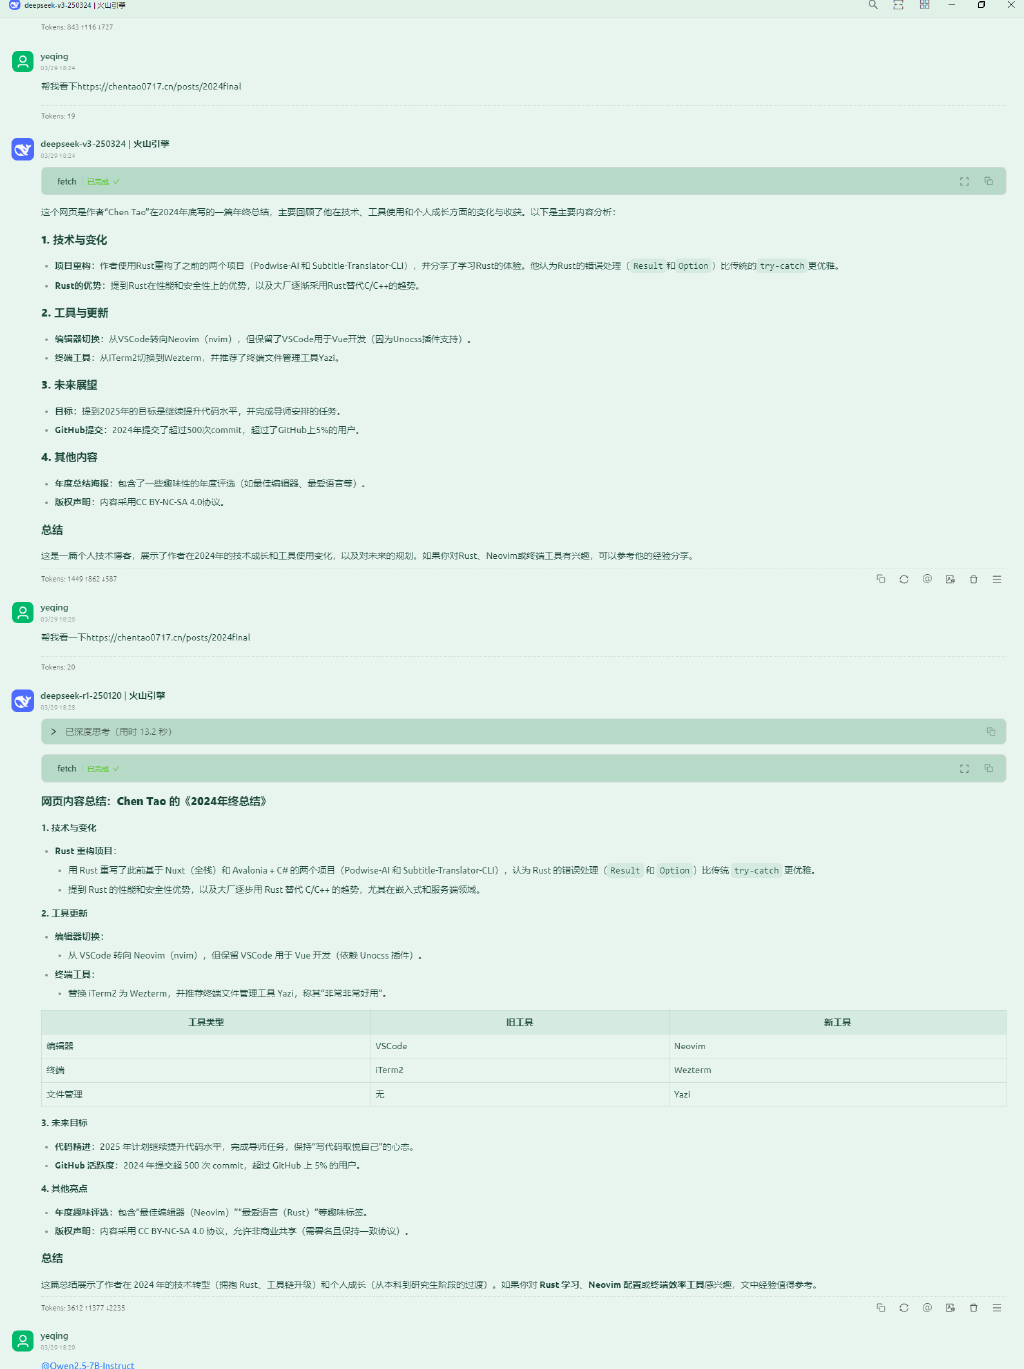 deepseek-v3-250324 | 火山引擎
Tokens: 843 ↑116 ↓727
yeqing
03/29 18:24
帮我看下https://chentao0717.cn/posts/2024final
Tokens: 19
deepseek-v3-250324 | 火山引擎
03/29 18:24
fetch 已完成
这个网页是作者“Chen Tao”在2024年底写的一篇年终总结，主要回顾了他在技术、工具使用和个人成长方面的变化与收获。以下是主要内容分析：
1. 技术与变化
• 项目重构：作者使用Rust重构了之前的两个项目（Podwise-AI 和 Subtitle-Translator-CLI），并分享了学习Rust的体验。他认为Rust的错误处理（Result 和 Option）比传统的 try-catch 更优雅。
• Rust的优势：提到Rust在性能和安全性上的优势，以及大厂逐渐采用Rust替代C/C++的趋势。
2. 工具与更新
• 编辑器切换：从VSCode转向Neovim（nvim），但保留了VSCode用于Vue开发（因为Unocss插件支持）。
• 终端工具：从iTerm2切换到Wezterm，并推荐了终端文件管理工具Yazi。
3. 未来展望
• 目标：提到2025年的目标是继续提升代码水平，并完成导师安排的任务。
• GitHub提交：2024年提交了超过500次commit，超过了GitHub上5%的用户。
4. 其他内容
• 年度总结海报：包含了一些趣味性的年度评选（如最佳编辑器、最爱语言等）。
• 版权声明：内容采用CC BY-NC-SA 4.0协议。
总结
这是一篇个人技术博客，展示了作者在2024年的技术成长和工具使用变化，以及对未来的规划。如果你对Rust、Neovim或终端工具有兴趣，可以参考他的经验分享。
Tokens: 1449 ↑862 ↓587
yeqing
03/29 18:28
帮我看一下https://chentao0717.cn/posts/2024final
Tokens: 20
deepseek-r1-250120 | 火山引擎
03/29 18:28
已深度思考（用时 13.2 秒）
fetch 已完成
网页内容总结：Chen Tao 的《2024年终总结》
1. 技术与变化
• Rust 重构项目：
• 用 Rust 重写了此前基于 Nuxt（全栈）和 Avalonia + C# 的两个项目（Podwise-AI 和 Subtitle-Translator-CLI），认为 Rust 的错误处理（Result 和 Option）比传统 try-catch 更优雅。
• 提到 Rust 的性能和安全性优势，以及大厂逐步用 Rust 替代 C/C++ 的趋势，尤其在嵌入式和服务端领域。
2. 工具更新
• 编辑器切换：
• 从 VSCode 转向 Neovim（nvim），但保留 VSCode 用于 Vue 开发（依赖 Unocss 插件）。
• 终端工具：
• 替换 iTerm2 为 Wezterm，并推荐终端文件管理工具 Yazi，称其“非常非常好用”。
工具类型 旧工具 新工具
编辑器 VSCode Neovim
终端 iTerm2 Wezterm
文件管理 无 Yazi
3. 未来目标
• 代码精进：2025 年计划继续提升代码水平，完成导师任务，保持“写代码取悦自己”的心态。
• GitHub 活跃度：2024 年提交超 500 次 commit，超过 GitHub 上 5% 的用户。
4. 其他亮点
• 年度趣味评选：包含“最佳编辑器（Neovim）”“最爱语言（Rust）”等趣味标签。
• 版权声明：内容采用 CC BY-NC-SA 4.0 协议，允许非商业共享（需署名且保持一致协议）。
总结
这篇总结展示了作者在 2024 年的技术转型（拥抱 Rust、工具链升级）和个人成长（从本科到研究生阶段的过渡）。如果你对 Rust 学习、Neovim 配置或终端效率工具感兴趣，文中经验值得参考。
Tokens: 3612 ↑1377 ↓2235
yeqing
03/29 18:29
@Qwen2.5-7B-Instruct